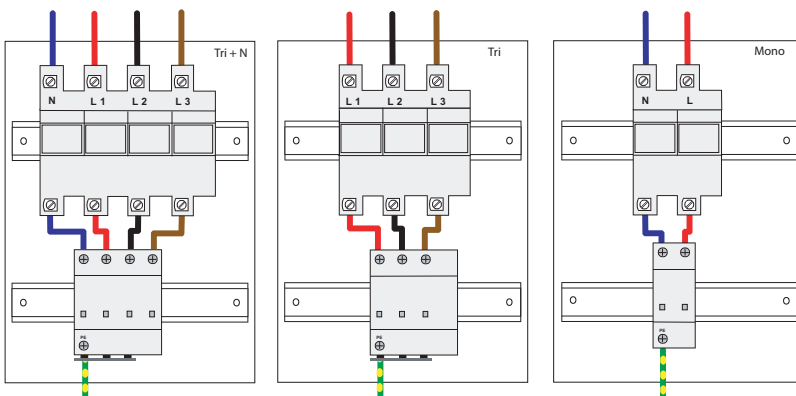 Tri + N
N L 1 L 2 L 3
PE
Tri
L 1 L 2 L 3
PE
Mono
N L
PE